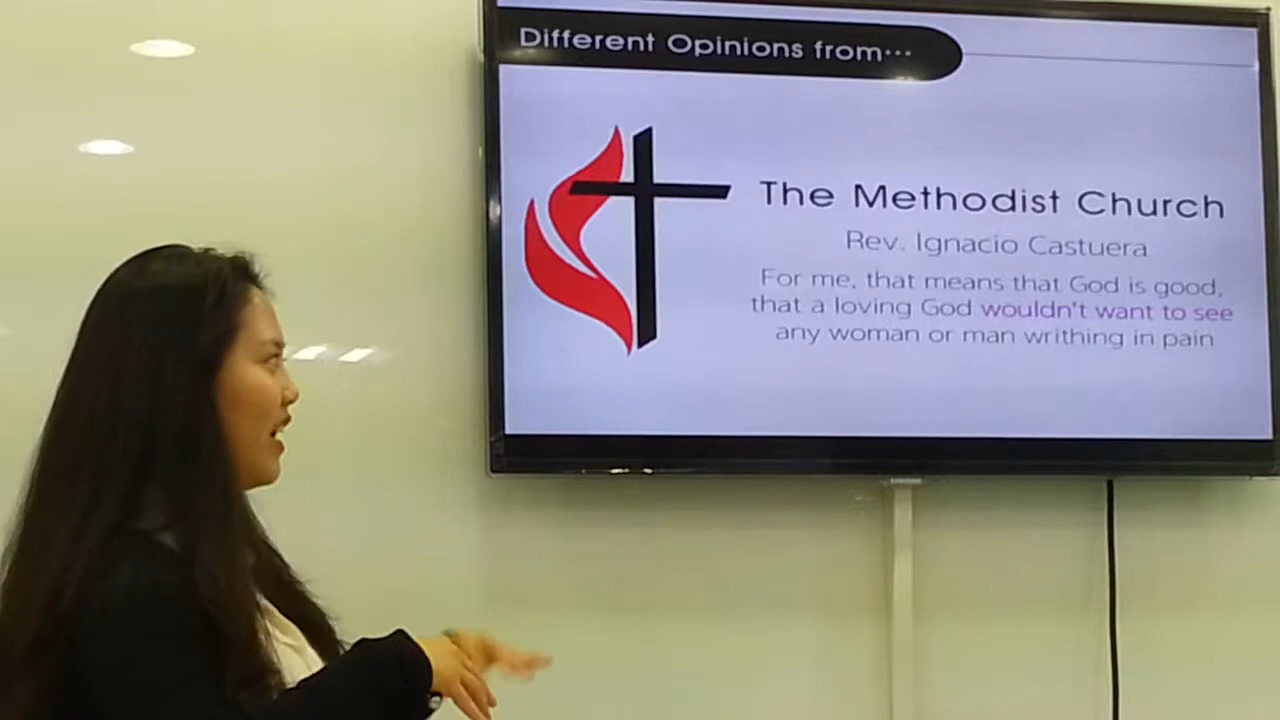 Different Opinions from···
The Methodist Church
Rev. Ignacio Castuera
For me, that means that God is good,
that a loving God wouldn't want to see
any woman or man writhing in pain